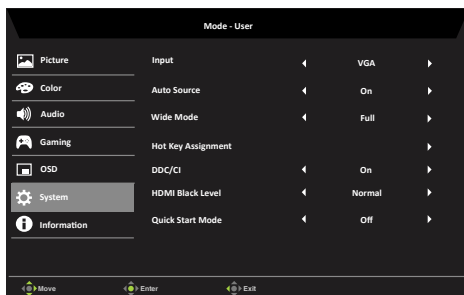 Mode - User
Picture
Color
Audio
Gaming
OSD
System
Information
Input VGA
Auto Source On
Wide Mode Full
Hot Key Assignment
DDC/CI On
HDMI Black Level Normal
Quick Start Mode Off
Move Enter Exit